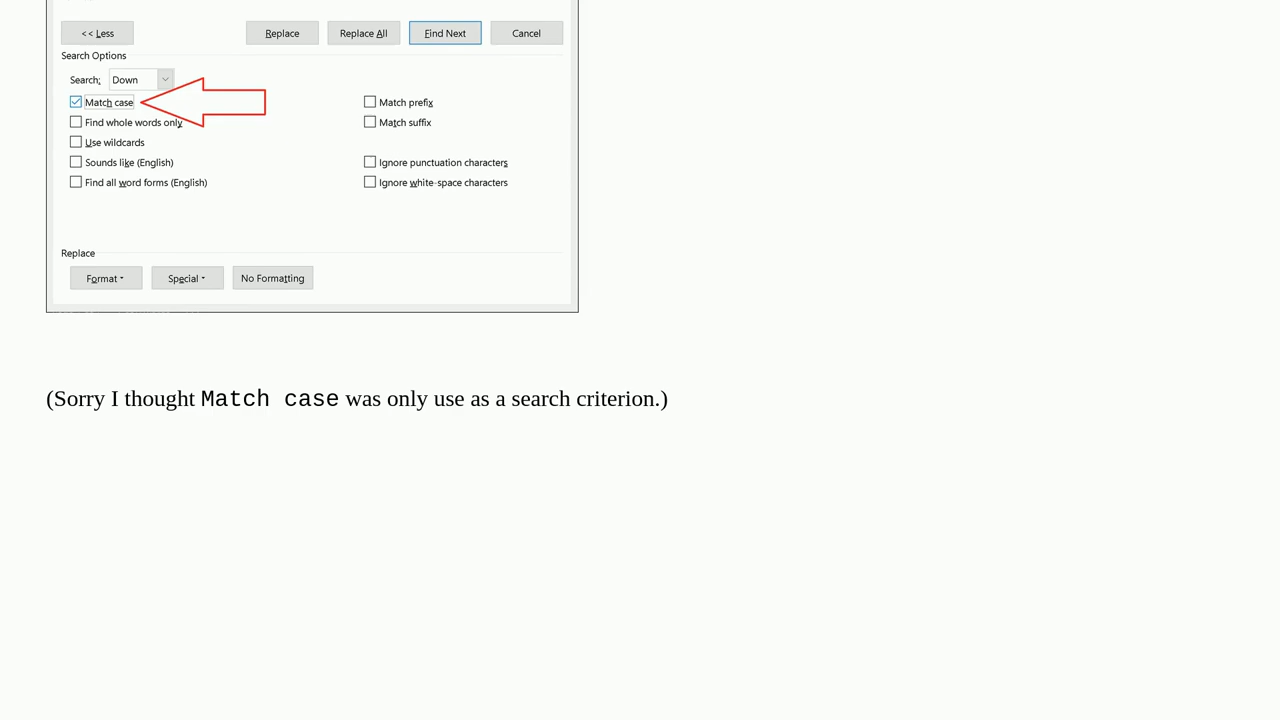 << Less Replace Replace All Find Next Cancel
Search Options
Search: Down
Match case Match prefix
Find whole words only Match suffix
Use wildcards
Sounds like (English) Ignore punctuation characters
Find all word forms (English) Ignore white-space characters
Replace
Format Special No Formatting
(Sorry I thought Match case was only use as a search criterion.)